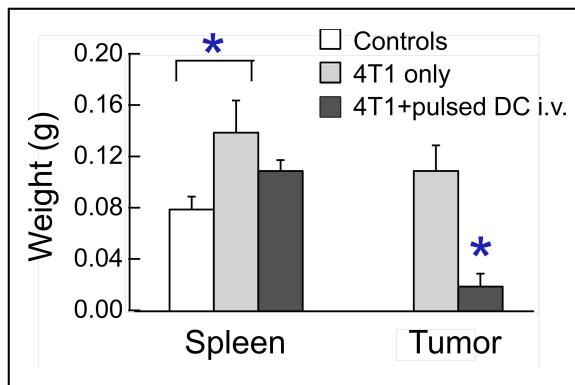 Controls
4T1 only
4T1+pulsed DC i.v.
*
*
Weight (g)
0.20
0.16
0.12
0.08
0.04
0.00
Spleen
Tumor